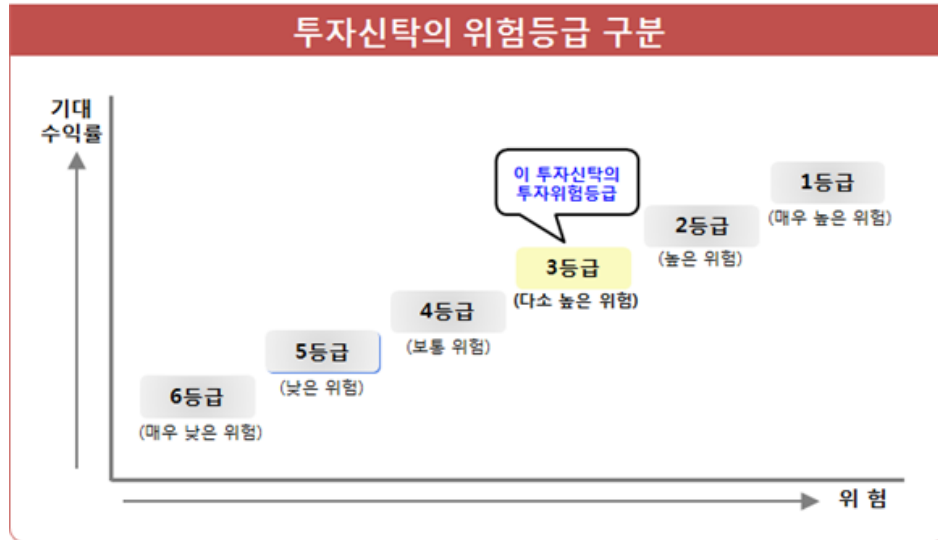 투자신탁의 위험등급 구분
기대
수익률
이 투자신탁의
투자위험등급
1등급
(매우 높은 위험)
2등급
(높은 위험)
3등급
(다소 높은 위험)
4등급
(보통 위험)
5등급
(낮은 위험)
6등급
(매우 낮은 위험)
위 험